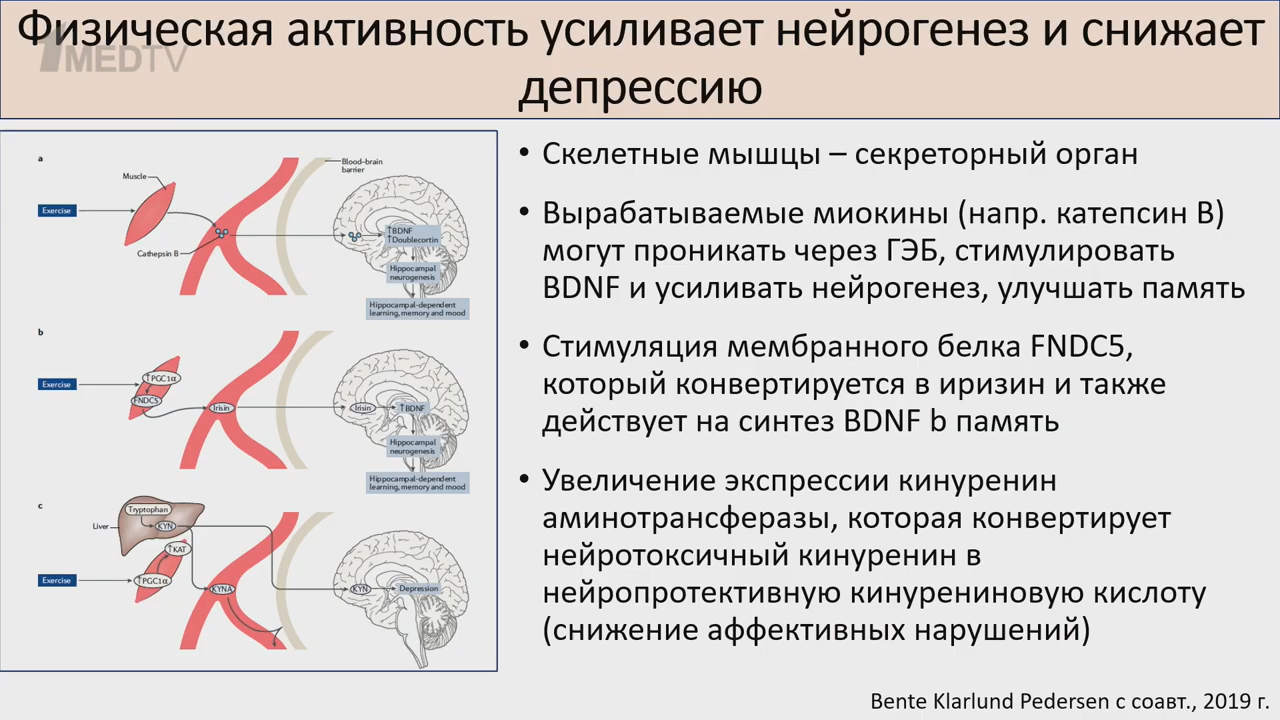 Физическая активность усиливает нейрогенез и снижает
депрессию
1MEDTV
a
Blood-brain
barrier
Muscle
Exercise
↑BDNF
↑Doublecortin
Cathepsin B
Hippocampal
neurogenesis
Hippocampal-dependent
learning, memory and mood
b
Exercise
↑PGC1α
FNDC5
Irisin
Irisin
↑BDNF
Hippocampal
neurogenesis
Hippocampal-dependent
learning, memory and mood
c
Tryptophan
Liver
KYN
↑KAT
Exercise
↑PGC1α
KYNA
KYN
Depression
• Скелетные мышцы – секреторный орган
• Вырабатываемые миокины (напр. катепсин В)
могут проникать через ГЭБ, стимулировать
BDNF и усиливать нейрогенез, улучшать память
• Стимуляция мембранного белка FNDC5,
который конвертируется в иризин и также
действует на синтез BDNF b память
• Увеличение экспрессии кинуренин
аминотрансферазы, которая конвертирует
нейротоксичный кинуренин в
нейропротективную кинурениновую кислоту
(снижение аффективных нарушений)
Bente Klarlund Pedersen с соавт., 2019 г.